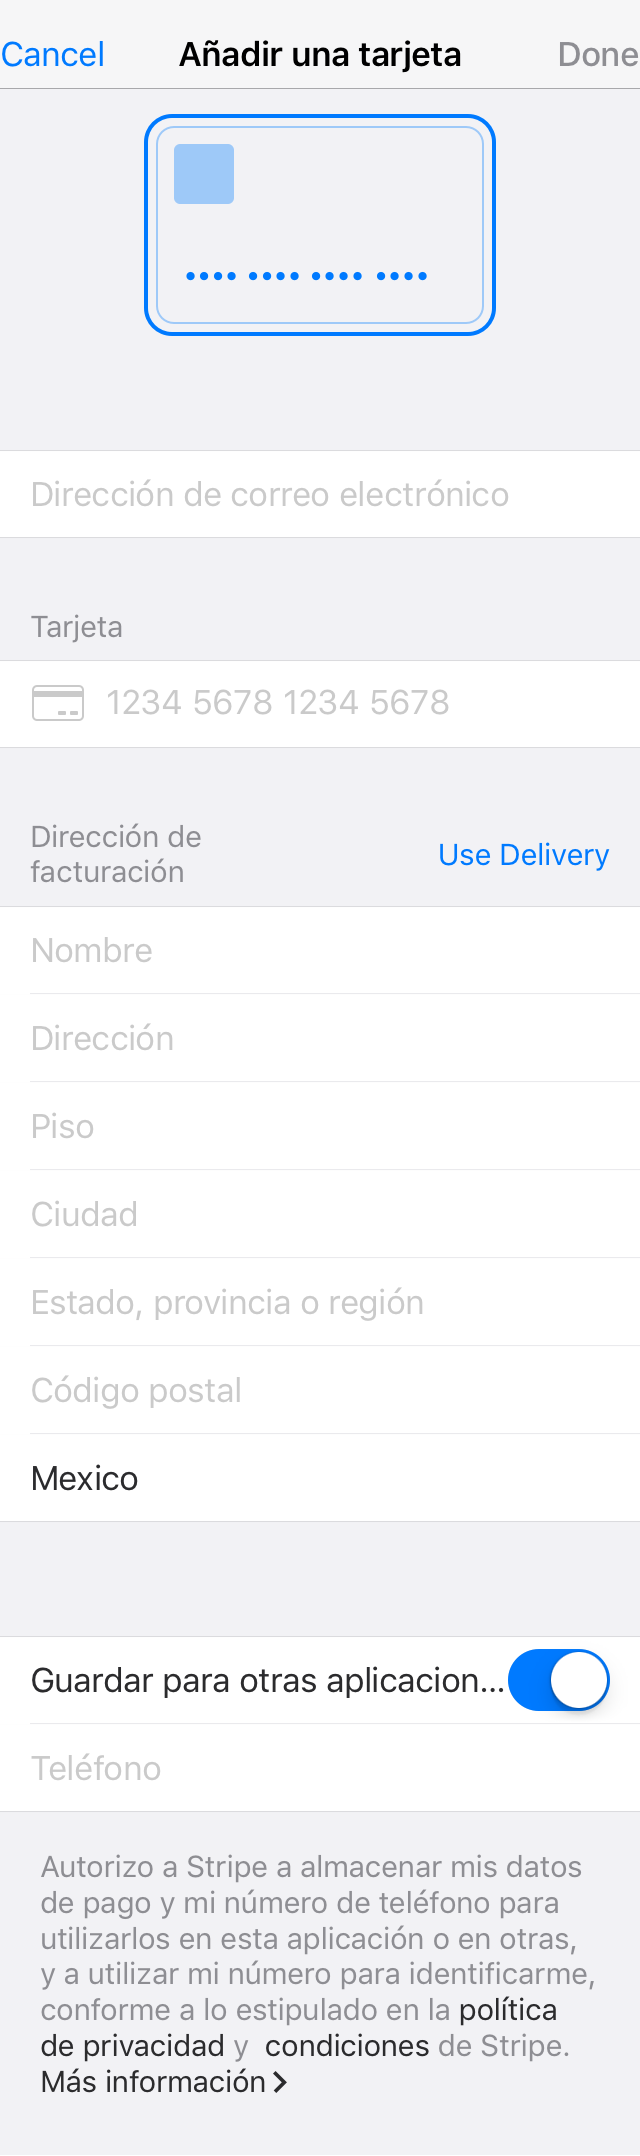 Cancel Añadir una tarjeta Done
•••• •••• •••• ••••
Dirección de correo electrónico
Tarjeta
1234 5678 1234 5678
Dirección de
facturación
Use Delivery
Nombre
Dirección
Piso
Ciudad
Estado, provincia o región
Código postal
Mexico
Guardar para otras aplicacion...
Teléfono
Autorizo a Stripe a almacenar mis datos
de pago y mi número de teléfono para
utilizarlos en esta aplicación o en otras,
y a utilizar mi número para identificarme,
conforme a lo estipulado en la política
de privacidad y condiciones de Stripe.
Más información